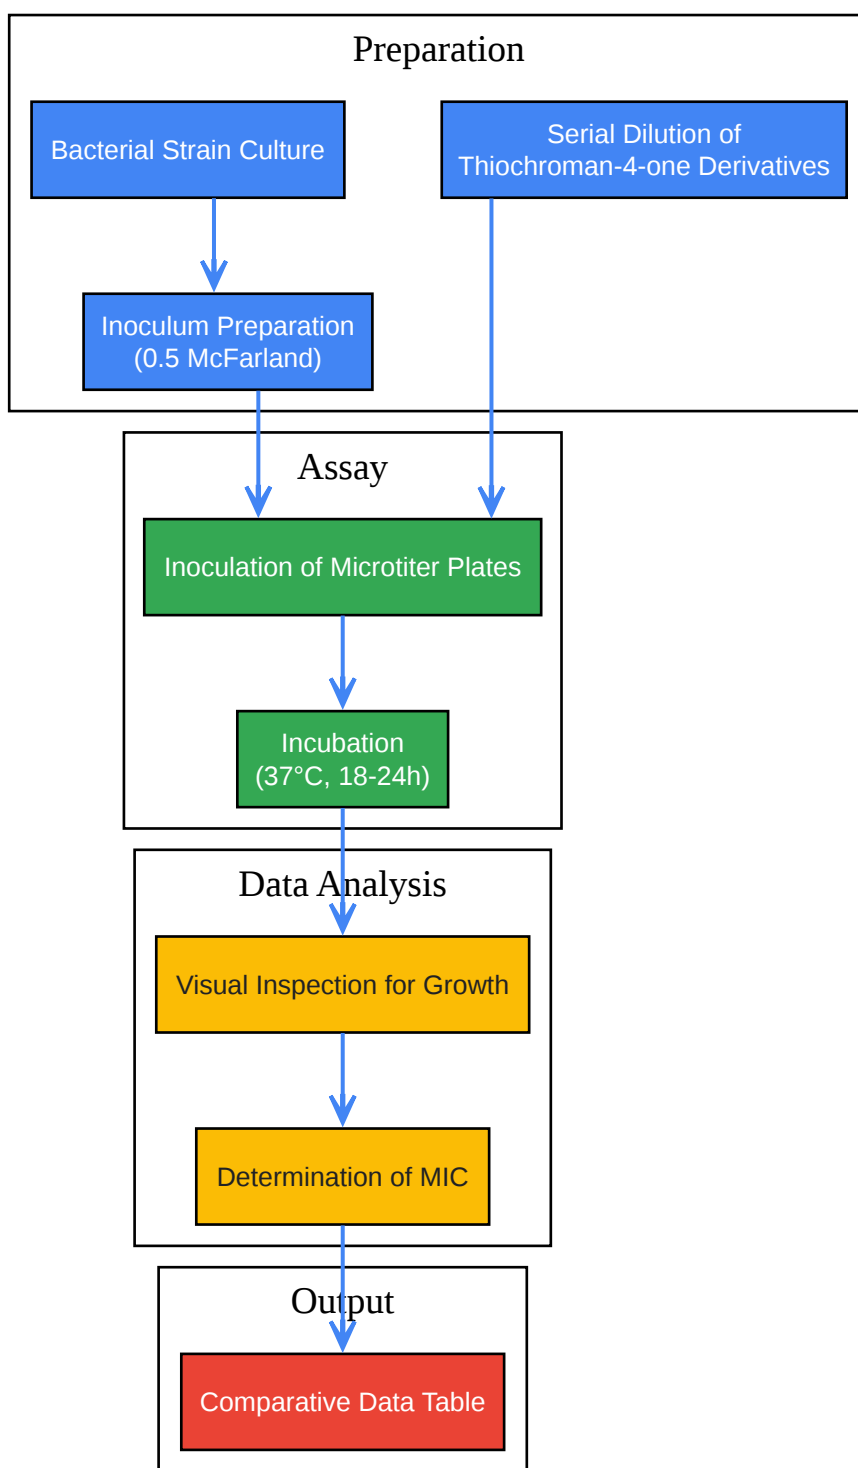 Preparation
Bacterial Strain Culture
Serial Dilution of
Thiochroman-4-one Derivatives
Inoculum Preparation
(0.5 McFarland)
Assay
Inoculation of Microtiter Plates
Incubation
(37°C, 18-24h)
Data Analysis
Visual Inspection for Growth
Determination of MIC
Output
Comparative Data Table